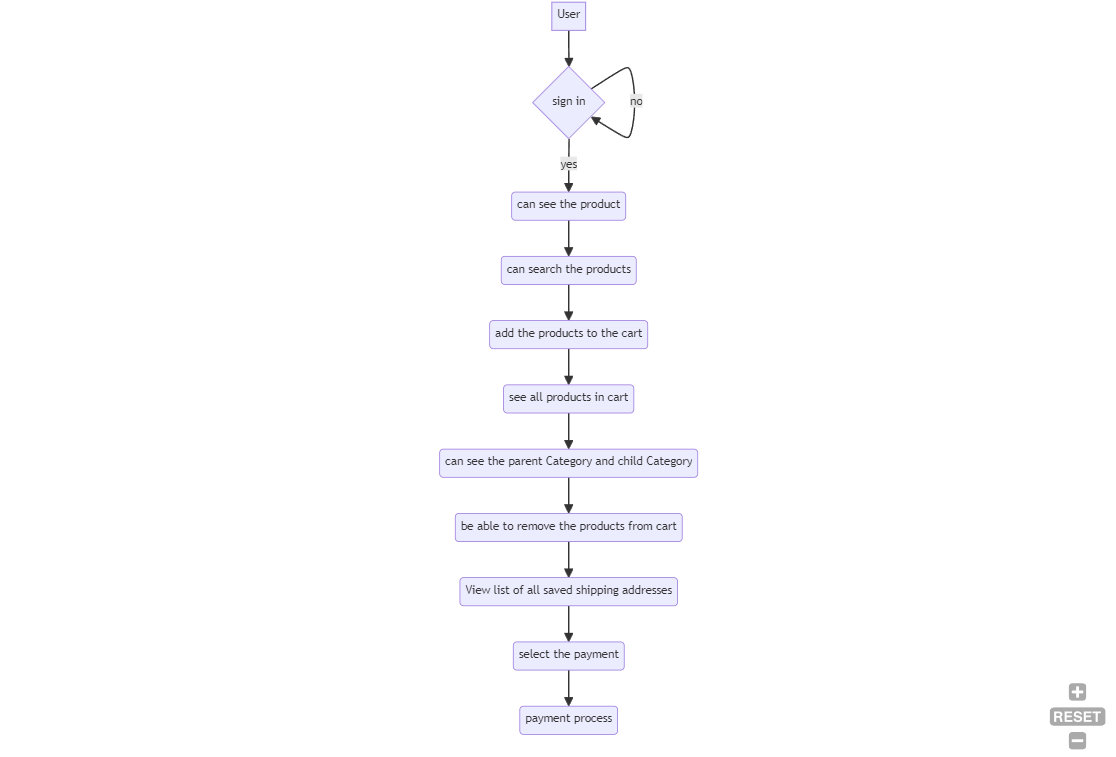 User
sign in
no
yes
can see the product
can search the products
add the products to the cart
see all products in cart
can see the parent Category and child Category
be able to remove the products from cart
View list of all saved shipping addresses
select the payment
payment process
RESET